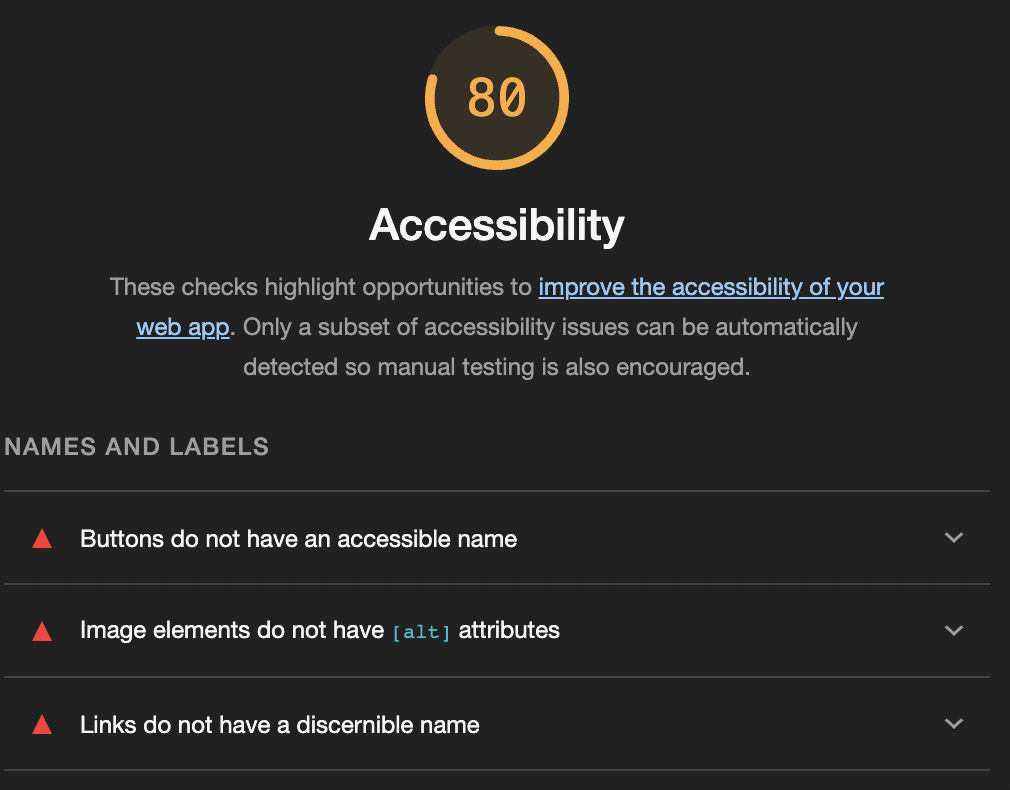 80
Accessibility
These checks highlight opportunities to improve the accessibility of your
web app. Only a subset of accessibility issues can be automatically
detected so manual testing is also encouraged.
NAMES AND LABELS
Buttons do not have an accessible name
Image elements do not have [alt] attributes
Links do not have a discernible name